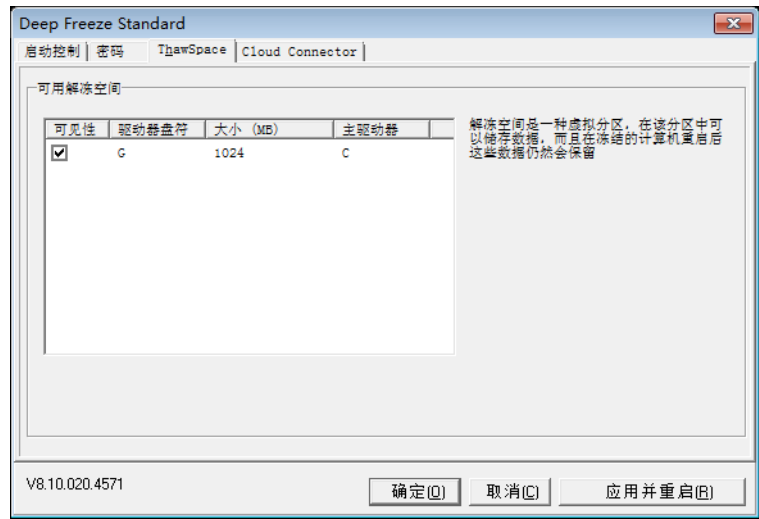 Deep Freeze Standard
启动控制 密码 ThawSpace Cloud Connector
可用解冻空间
可见性 驱动器盘符 大小 (MB) 主驱动器
G 1024 C
解冻空间是一种虚拟分区，在该分区中可
以储存数据，而且在冻结的计算机重启后
这些数据仍然会保留
V8.10.020.4571
确定(O) 取消(C) 应用并重启(R)